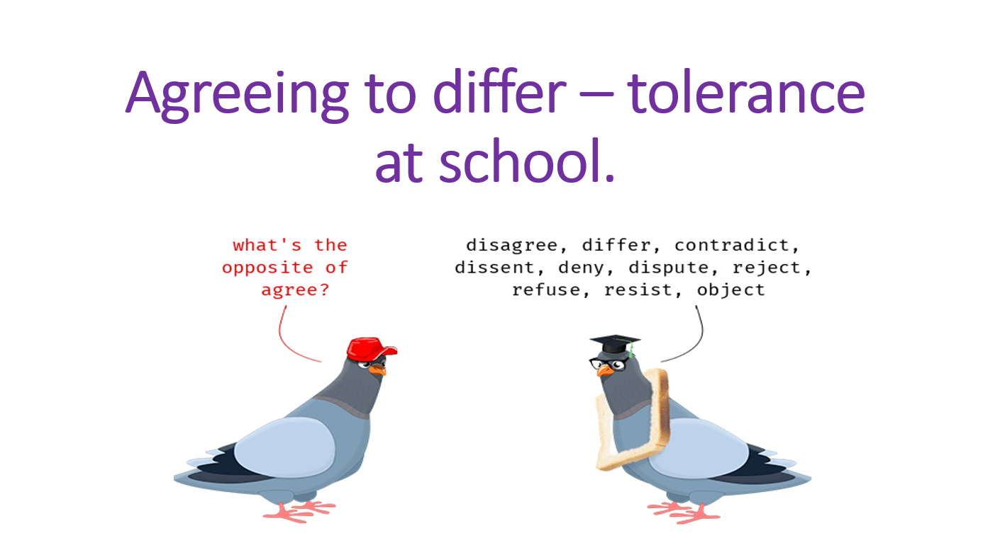 Agreeing to differ – tolerance
at school.
what's the
opposite of
agree?
disagree, differ, contradict,
dissent, deny, dispute, reject,
refuse, resist, object